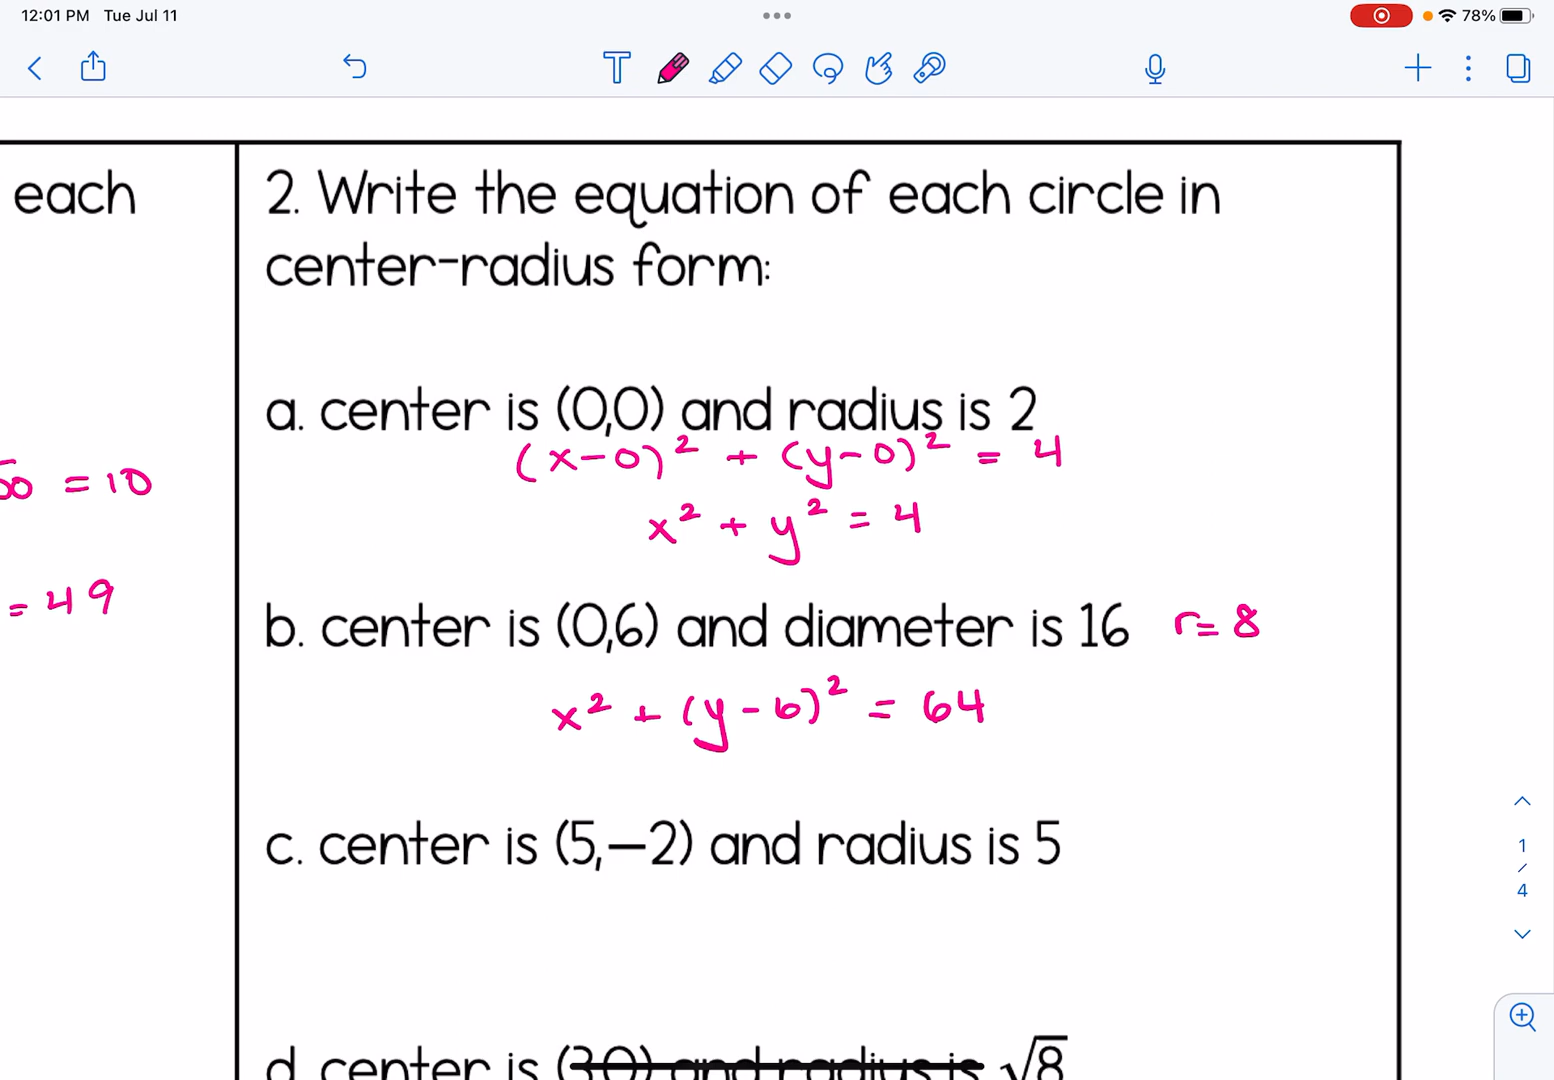 12:01 PM Tue Jul 11
78%
T
each
2. Write the equation of each circle in
center-radius form:
a. center is (0,0) and radius is 2
(x-0)² + (y-0)² = 4
= 10
x² + y² = 4
= 49
b. center is (0,6) and diameter is 16 r= 8
x² + (y-6)² = 64
c. center is (5,−2) and radius is 5
1
/
4
d. center is (3,0) and radius is √8